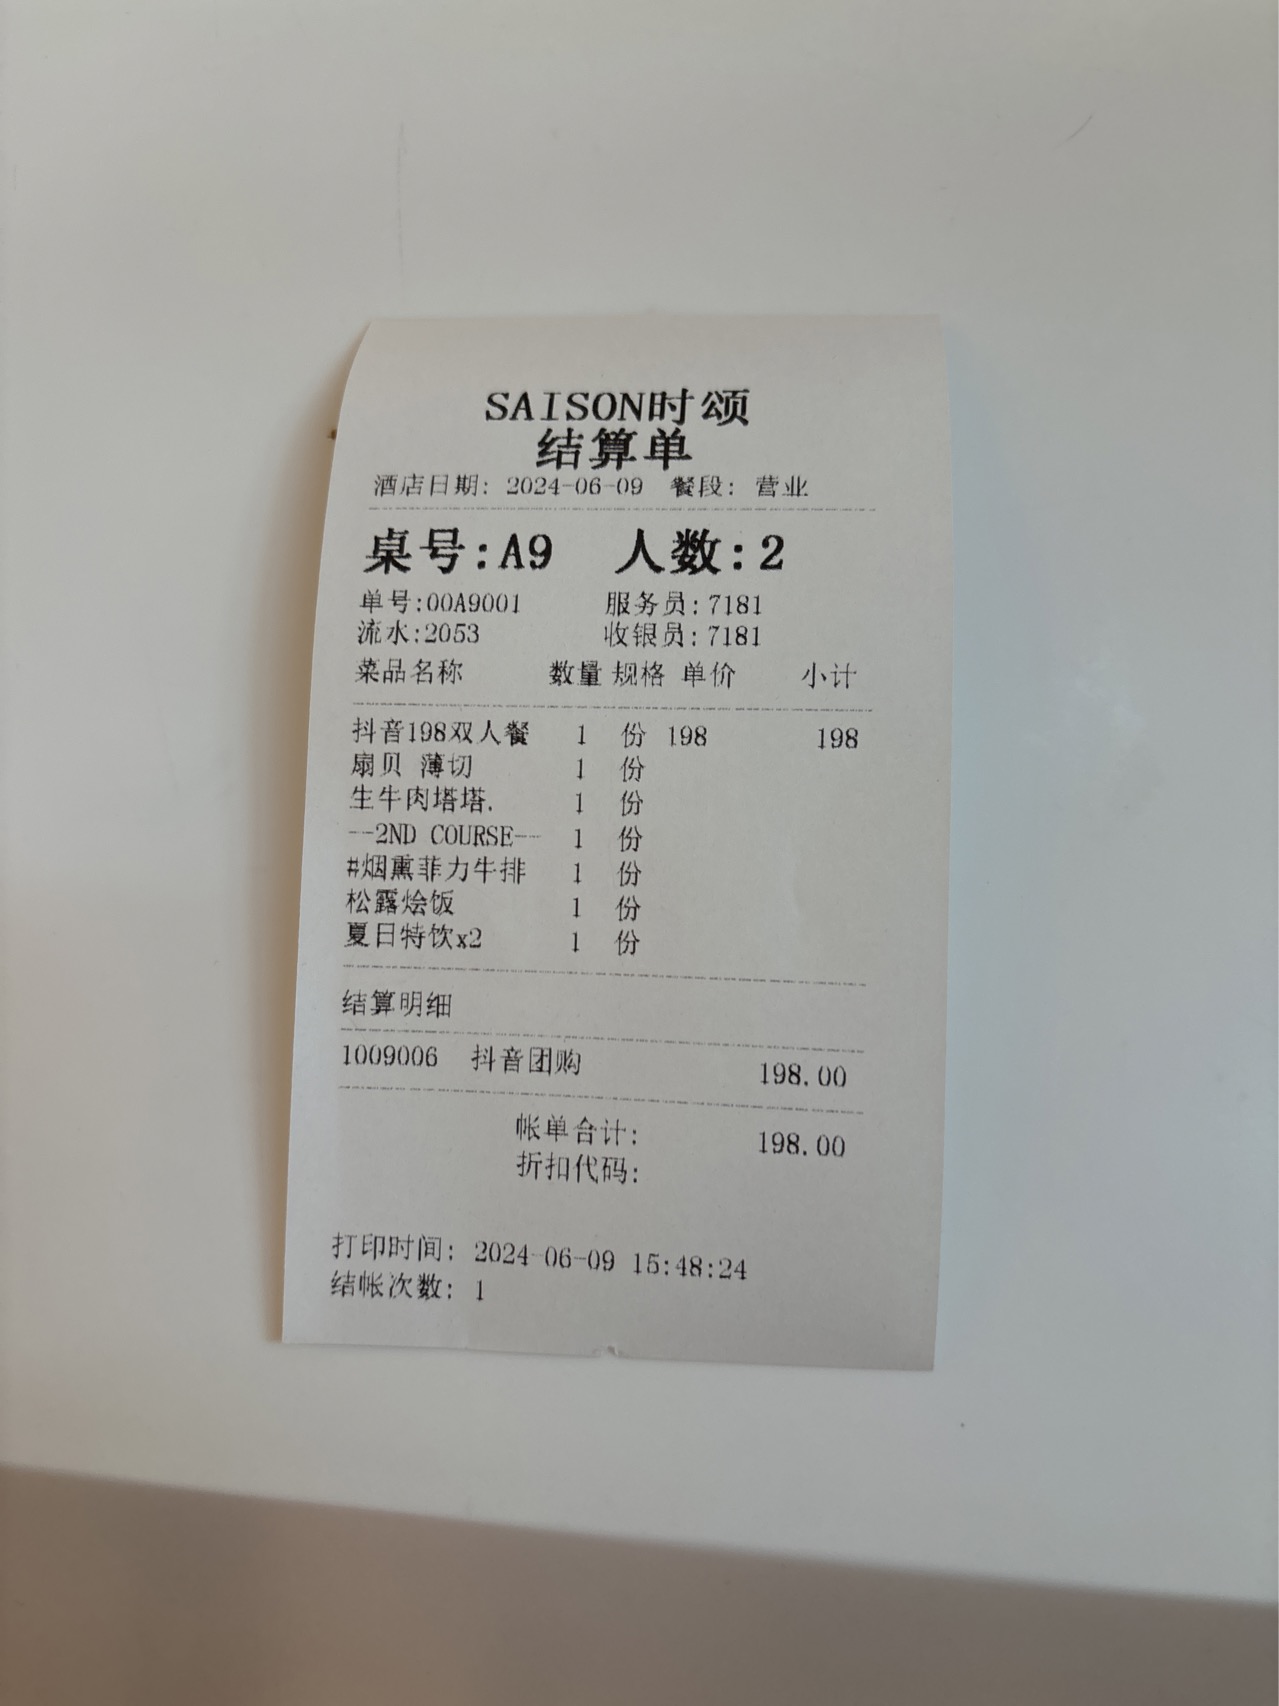 SAISON时颂
结算单
酒店日期: 2024-06-09 餐段: 营业
桌号:A9 人数:2
单号:00A9001 服务员:7181
流水:2053 收银员:7181
菜品名称 数量 规格 单价 小计
抖音198双人餐 1 份 198 198
扇贝 薄切 1 份
生牛肉塔塔. 1 份
--2ND COURSE-- 1 份
#烟熏菲力牛排 1 份
松露烩饭 1 份
夏日特饮x2 1 份
结算明细
1009006 抖音团购 198.00
帐单合计: 198.00
折扣代码:
打印时间: 2024-06-09 15:48:24
结帐次数: 1